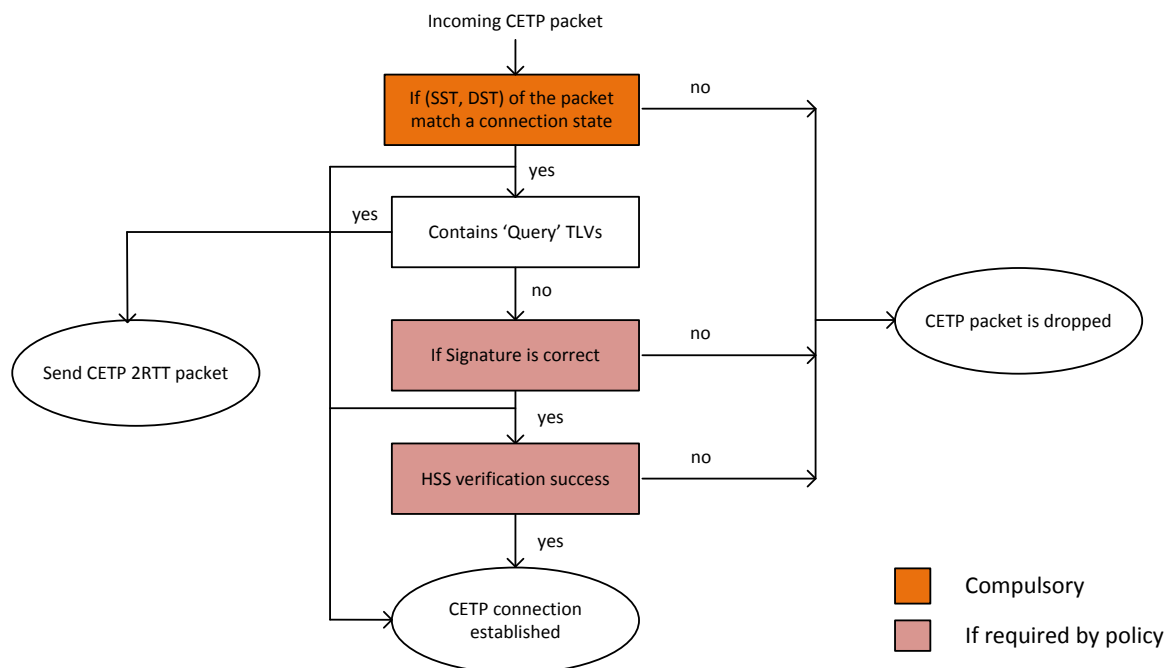 Incoming CETP packet
If (SST, DST) of the packet
match a connection state
no
yes
yes
Contains ‘Query’ TLVs
no
CETP packet is dropped
Send CETP 2RTT packet
If Signature is correct
no
yes
HSS verification success
no
yes
CETP connection
established
Compulsory
If required by policy